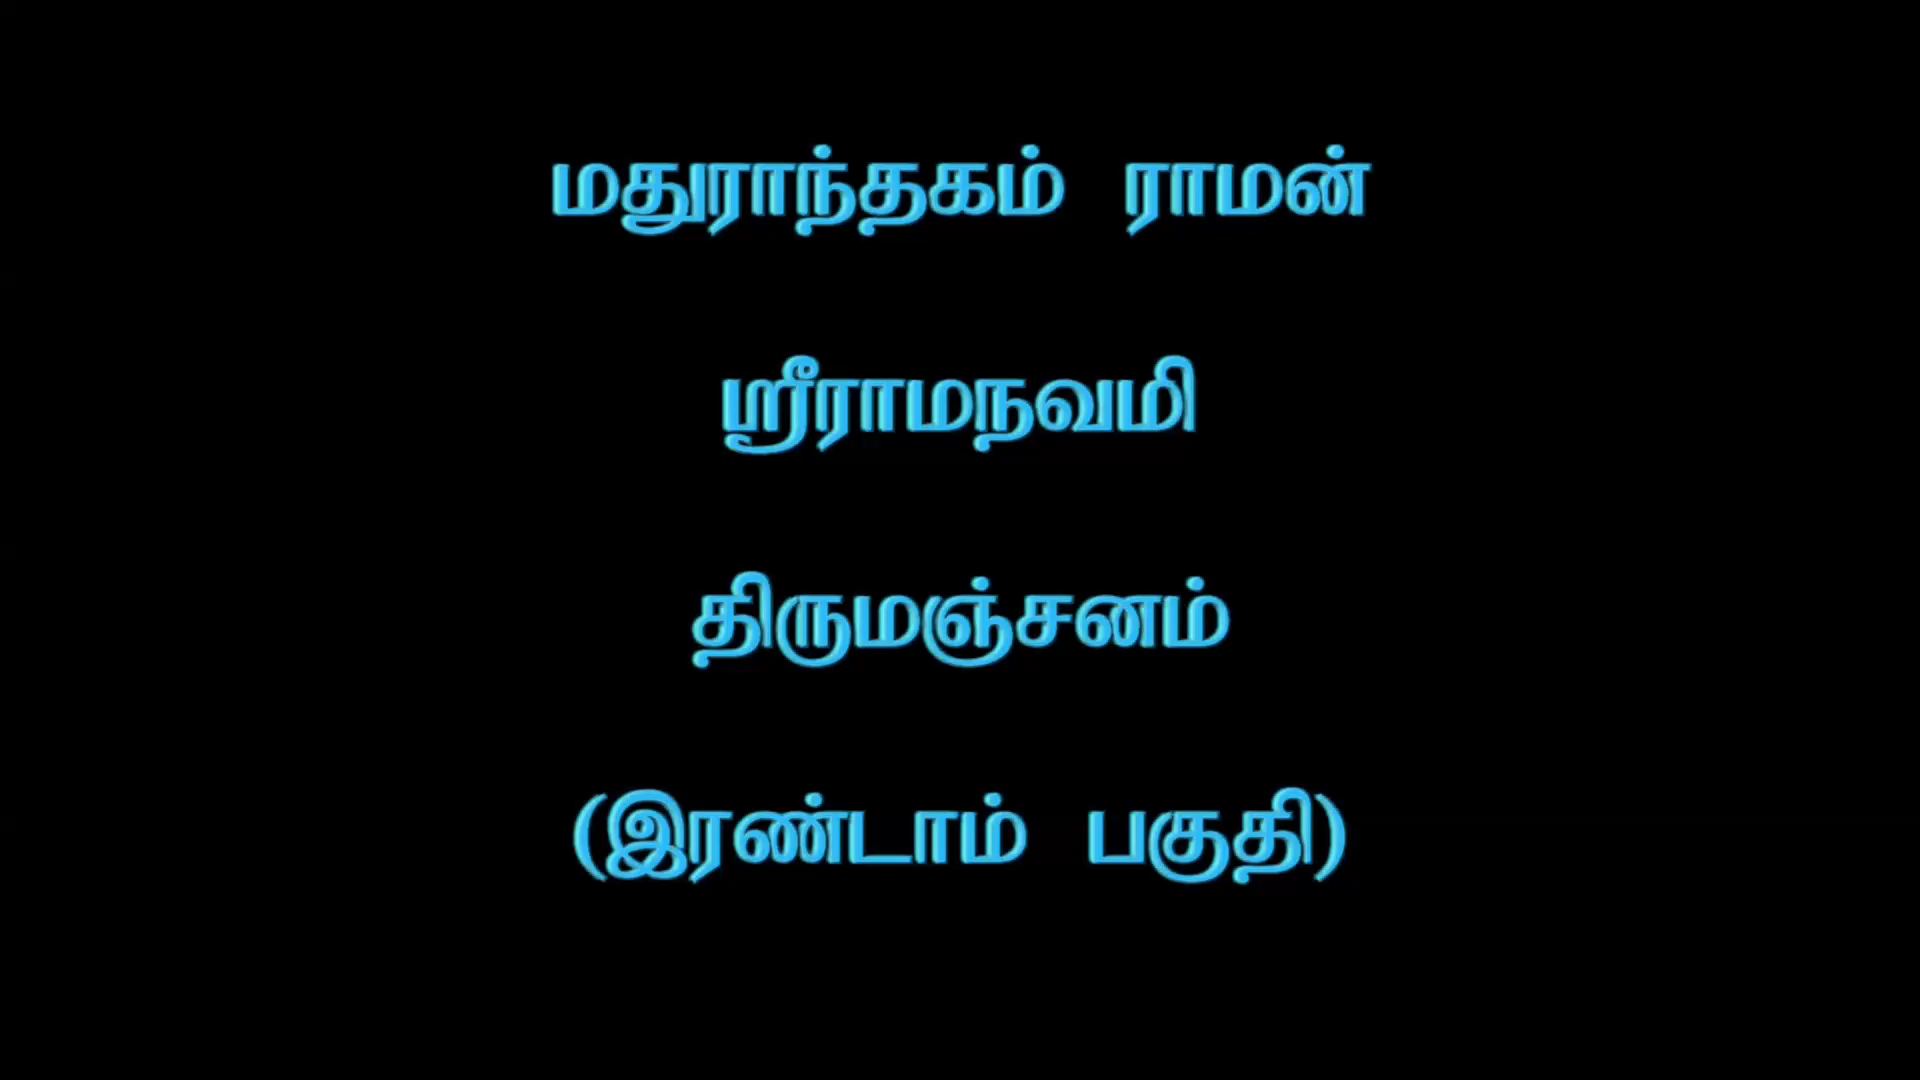 மதுராந்தகம் ராமன்
ஸ்ரீராமநவமி
திருமஞ்சனம்
(இரண்டாம் பகுதி)